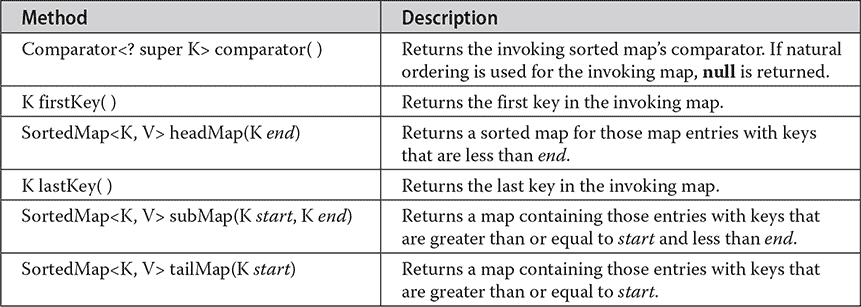 Method Description
Comparator<? super K> comparator( ) Returns the invoking sorted map's comparator. If natural
ordering is used for the invoking map, null is returned.
K firstKey( ) Returns the first key in the invoking map.
SortedMap<K, V> headMap(K end) Returns a sorted map for those map entries with keys
that are less than end.
K lastKey( ) Returns the last key in the invoking map.
SortedMap<K, V> subMap(K start, K end) Returns a map containing those entries with keys that
are greater than or equal to start and less than end.
SortedMap<K, V> tailMap(K start) Returns a map containing those entries with keys that
are greater than or equal to start.